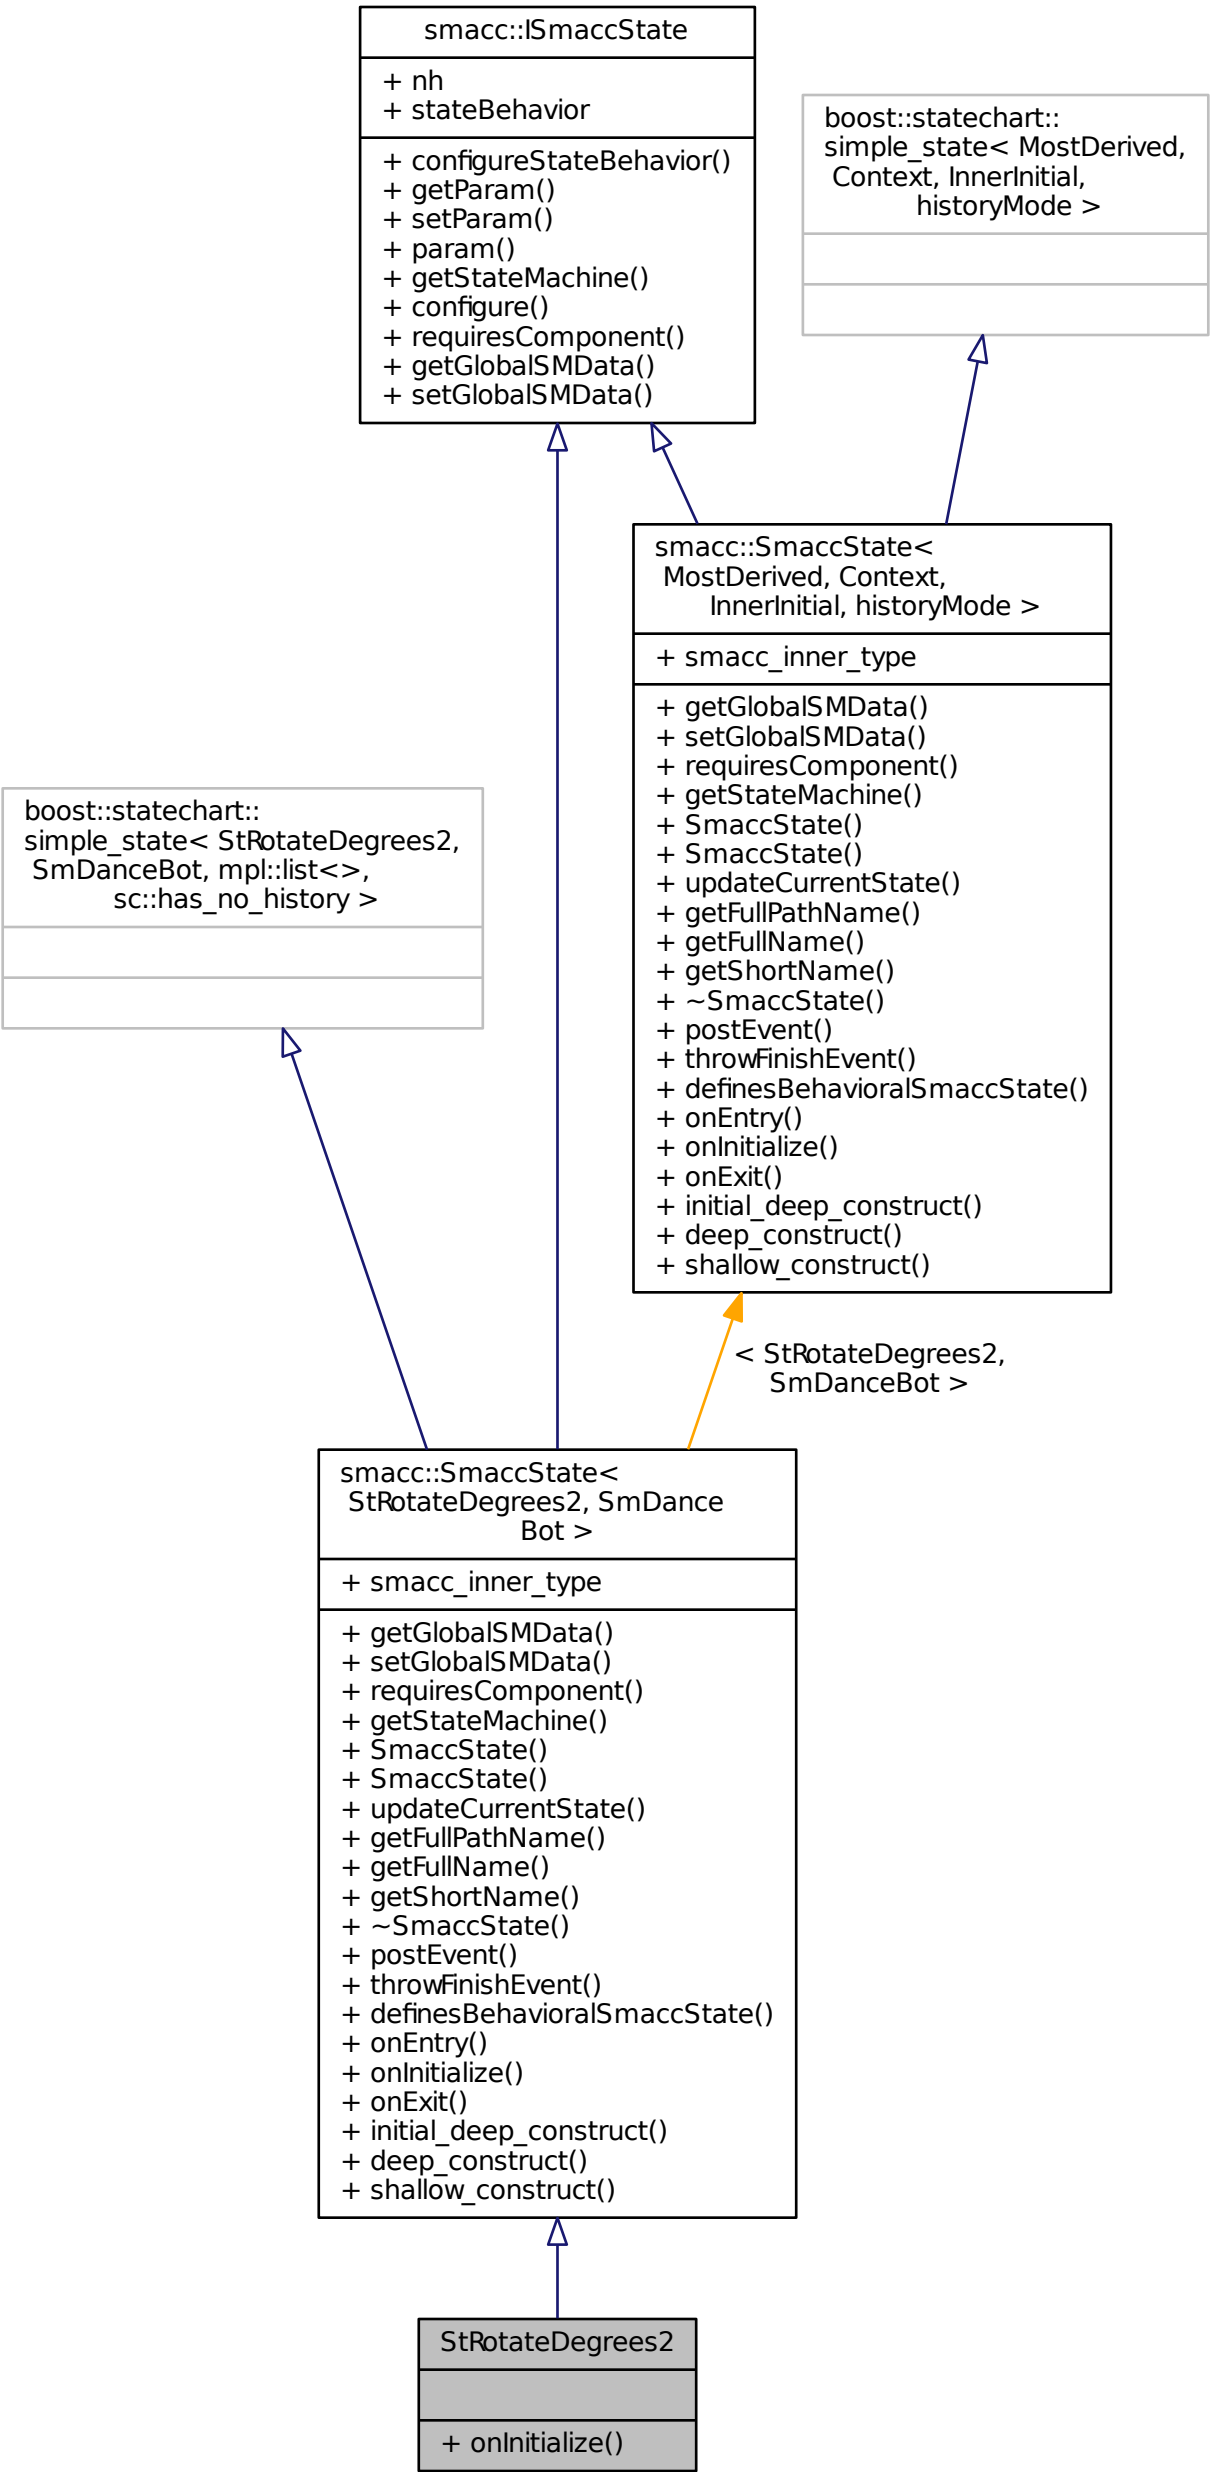 smacc::ISmaccState
+ nh
+ stateBehavior
+ configureStateBehavior()
+ getParam()
+ setParam()
+ param()
+ getStateMachine()
+ configure()
+ requiresComponent()
+ getGlobalSMData()
+ setGlobalSMData()
boost::statechart::
simple_state< MostDerived,
Context, InnerInitial,
historyMode >
smacc::SmaccState<
MostDerived, Context,
InnerInitial, historyMode >
+ smacc_inner_type
+ getGlobalSMData()
+ setGlobalSMData()
+ requiresComponent()
+ getStateMachine()
+ SmaccState()
+ SmaccState()
+ updateCurrentState()
+ getFullPathName()
+ getFullName()
+ getShortName()
+ ~SmaccState()
+ postEvent()
+ throwFinishEvent()
+ definesBehavioralSmaccState()
+ onEntry()
+ onInitialize()
+ onExit()
+ initial_deep_construct()
+ deep_construct()
+ shallow_construct()
boost::statechart::
simple_state< StRotateDegrees2,
SmDanceBot, mpl::list<>,
sc::has_no_history >
< StRotateDegrees2,
SmDanceBot >
smacc::SmaccState<
StRotateDegrees2, SmDance
Bot >
+ smacc_inner_type
+ getGlobalSMData()
+ setGlobalSMData()
+ requiresComponent()
+ getStateMachine()
+ SmaccState()
+ SmaccState()
+ updateCurrentState()
+ getFullPathName()
+ getFullName()
+ getShortName()
+ ~SmaccState()
+ postEvent()
+ throwFinishEvent()
+ definesBehavioralSmaccState()
+ onEntry()
+ onInitialize()
+ onExit()
+ initial_deep_construct()
+ deep_construct()
+ shallow_construct()
StRotateDegrees2
+ onInitialize()